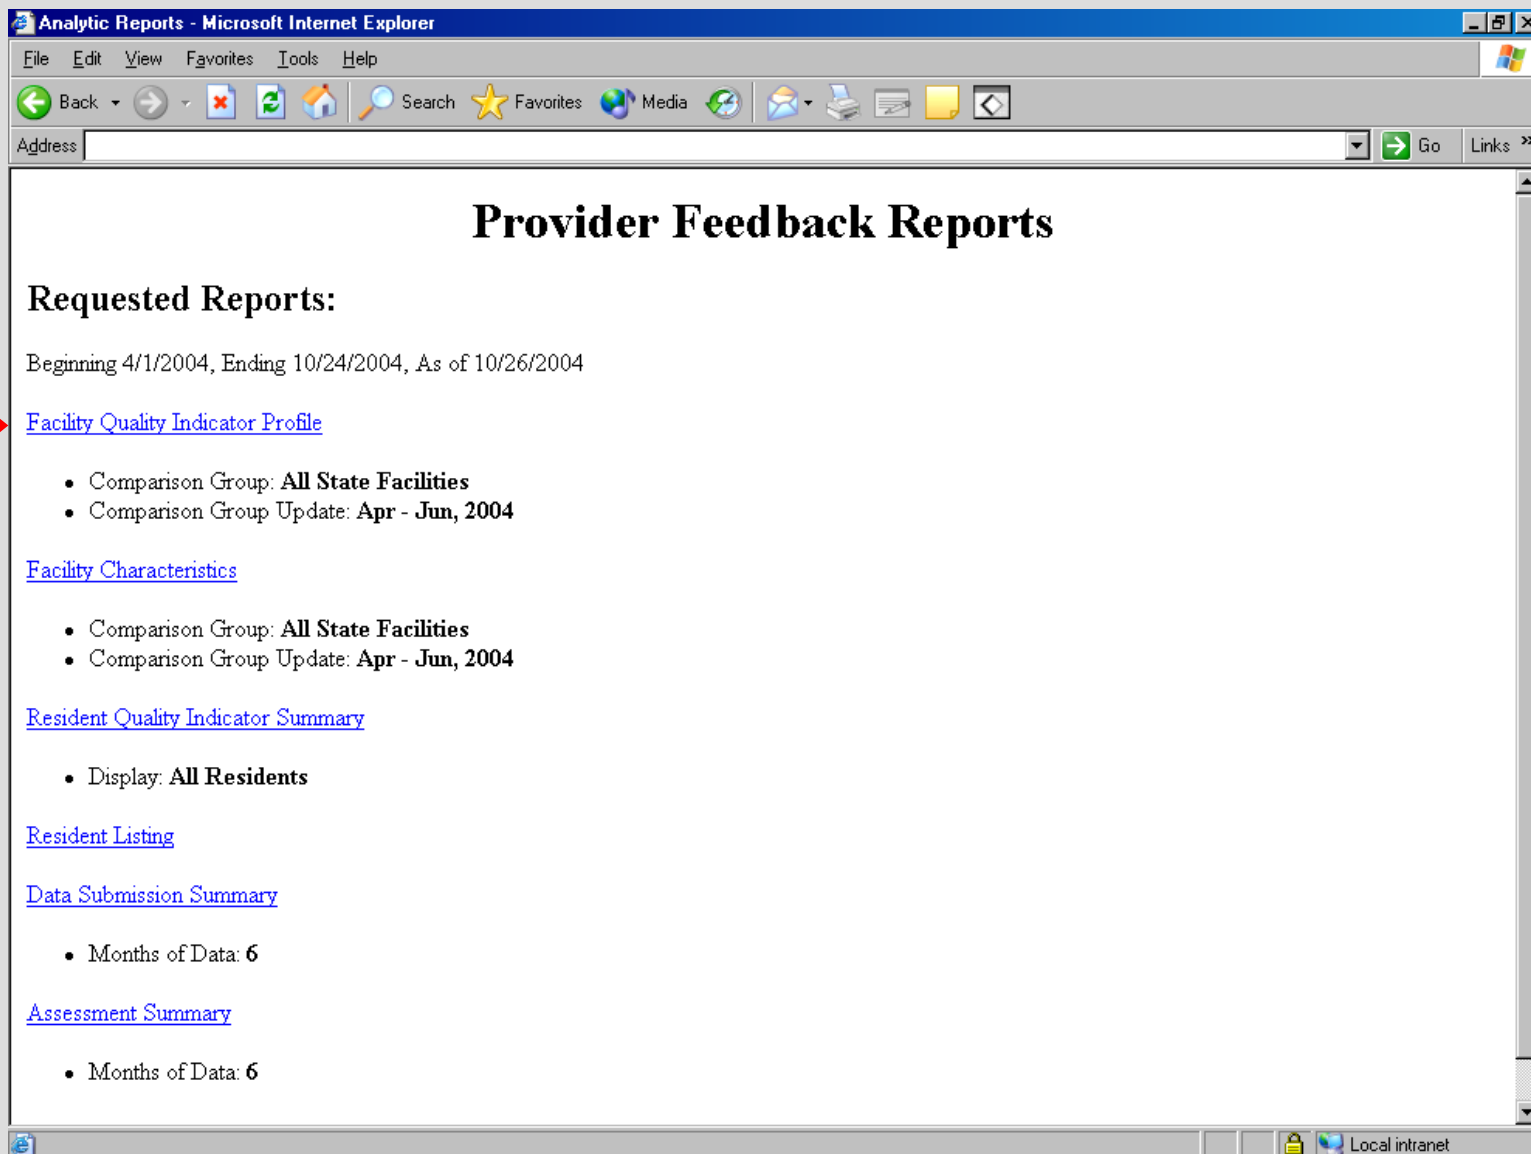 Analytic Reports - Microsoft Internet Explorer
File Edit View Favorites Tools Help
Back Search Favorites Media
Address Go Links »
Provider Feedback Reports
Requested Reports:
Beginning 4/1/2004, Ending 10/24/2004, As of 10/26/2004
Facility Quality Indicator Profile
• Comparison Group: All State Facilities
• Comparison Group Update: Apr - Jun, 2004
Facility Characteristics
• Comparison Group: All State Facilities
• Comparison Group Update: Apr - Jun, 2004
Resident Quality Indicator Summary
• Display: All Residents
Resident Listing
Data Submission Summary
• Months of Data: 6
Assessment Summary
• Months of Data: 6
Local intranet